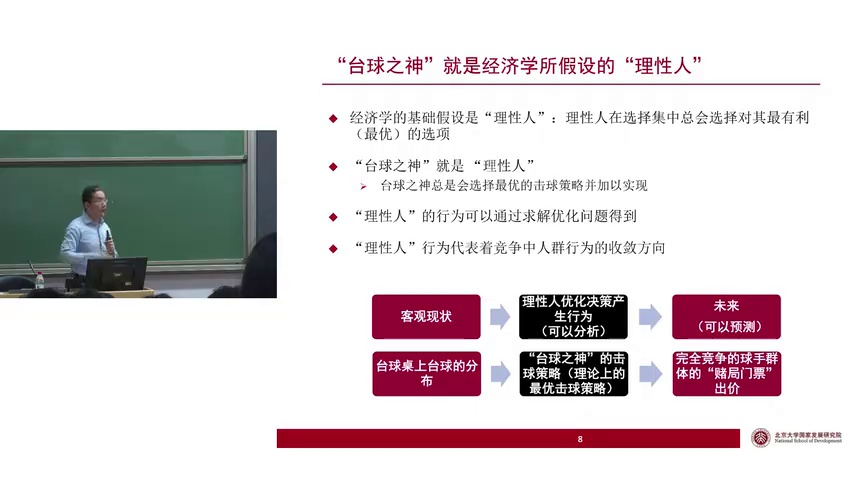 “台球之神”就是经济学所假设的“理性人”
经济学的基础假设是“理性人”：理性人在选择集中总会选择对其最有利
（最优）的选项
“台球之神”就是 “理性人”
台球之神总是会选择最优的击球策略并加以实现
“理性人”的行为可以通过求解优化问题得到
“理性人”行为代表着竞争中人群行为的收敛方向
客观现状
理性人优化决策产
生行为
（可以分析）
未来
（可以预测）
台球桌上台球的分
布
“台球之神”的击
球策略（理论上的
最优击球策略）
完全竞争的球手群
体的“赌局门票”
出价
8
北京大学国家发展研究院
National School of Development